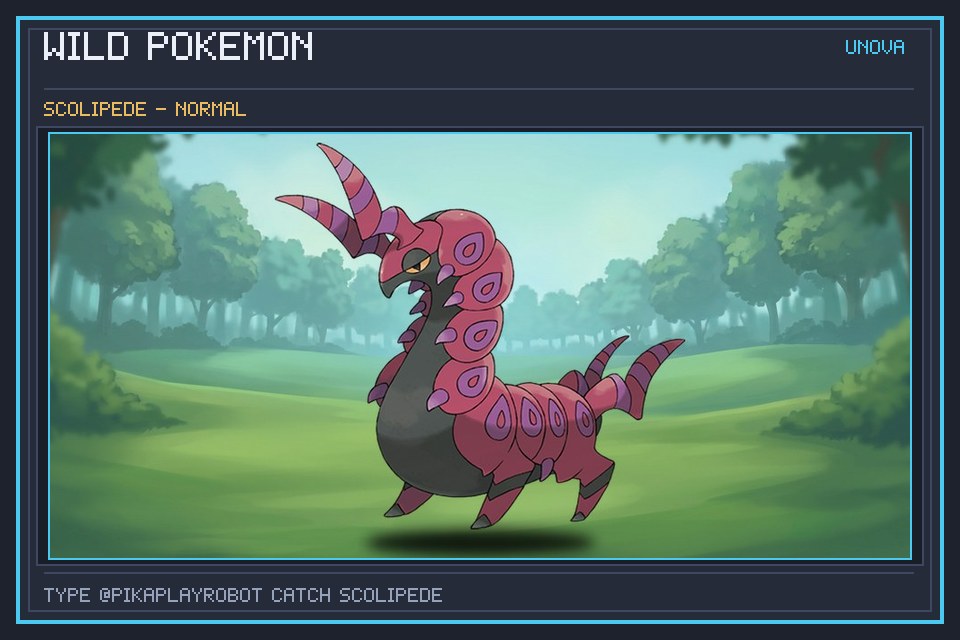 WILD POKEMON
UNOVA
SCOLIPEDE - NORMAL
TYPE @PIKAPLAYROBOT CATCH SCOLIPEDE